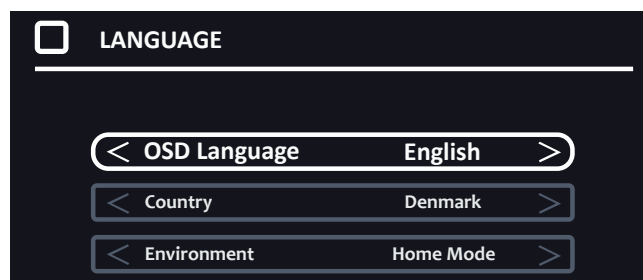 LANGUAGE
< OSD Language English >
< Country Denmark >
< Environment Home Mode >